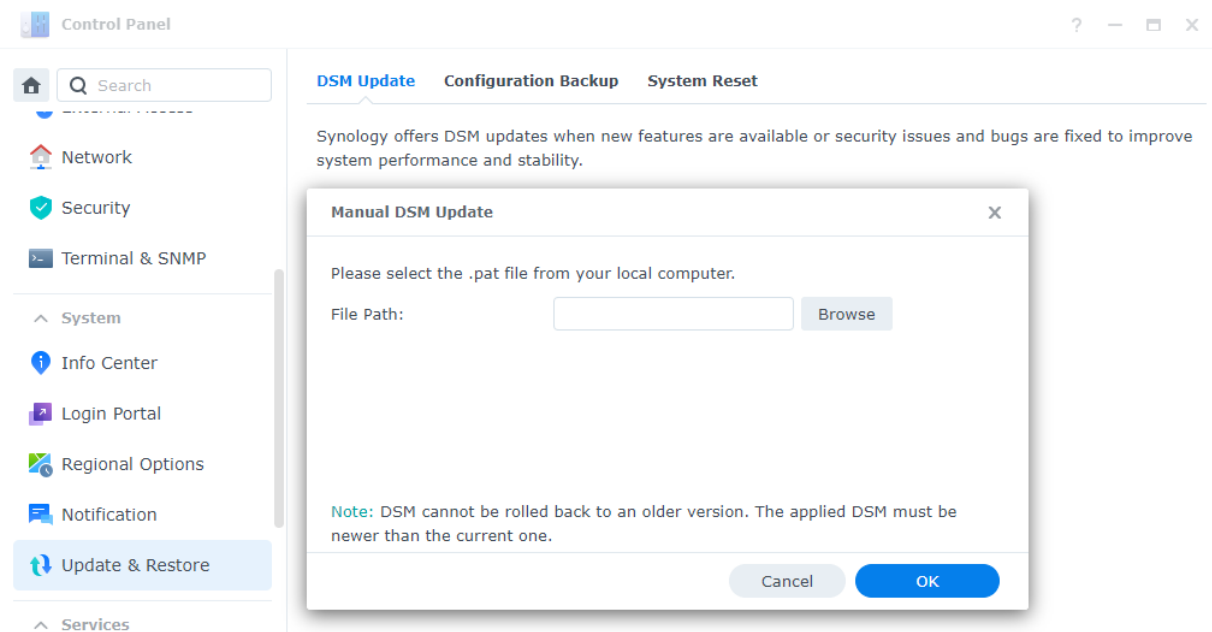 Control Panel
?
Search
DSM Update Configuration Backup System Reset
External Access
Network
Security
Terminal & SNMP
System
Info Center
Login Portal
Regional Options
Notification
Update & Restore
Services
Synology offers DSM updates when new features are available or security issues and bugs are fixed to improve
system performance and stability.
Manual DSM Update
Please select the .pat file from your local computer.
File Path: Browse
Note: DSM cannot be rolled back to an older version. The applied DSM must be
newer than the current one.
Cancel OK